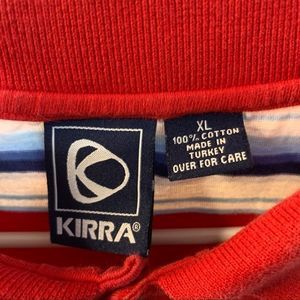 KIRRA®
XL
100% COTTON
MADE IN
TURKEY
OVER FOR CARE